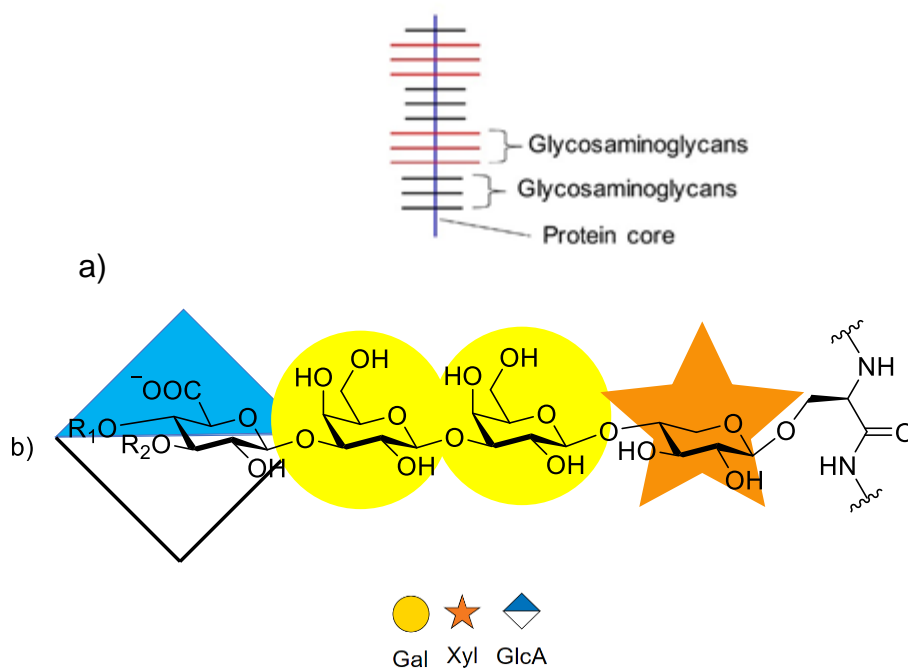 Glycosaminoglycans
Glycosaminoglycans
Protein core
a)
b)
⁻OOC
R₁O
R₂O
OH
O
O
HO
OH
O
OH
O
HO
OH
O
OH
O
O
HO
OH
O
NH
O
HN
Gal Xyl GlcA